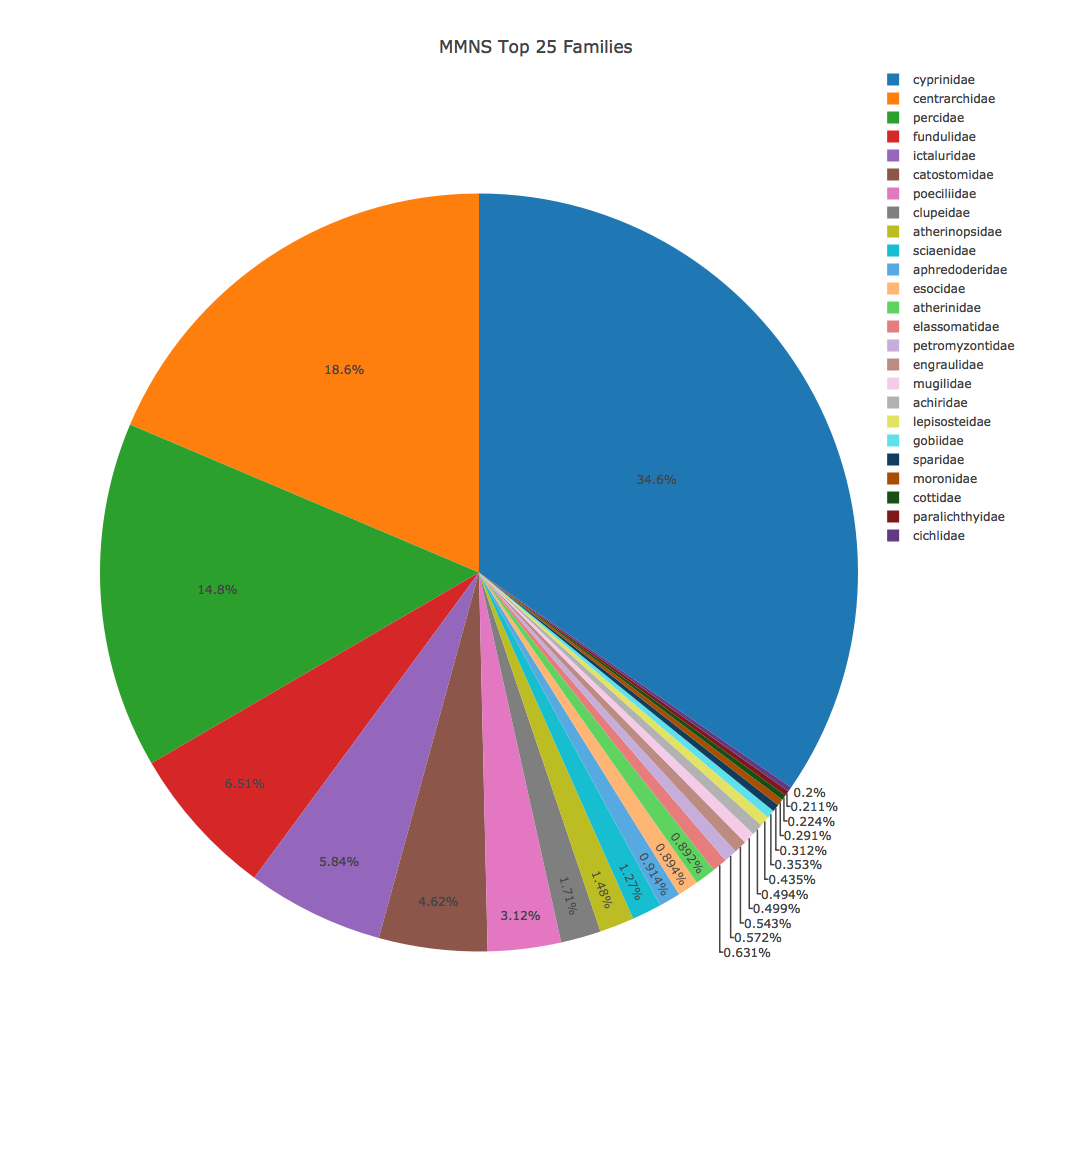 MMNS Top 25 Families
cyprinidae
centrarchidae
percidae
fundulidae
ictaluridae
catostomidae
poeciliidae
clupeidae
atherinopsidae
sciaenidae
aphredoderidae
esocidae
atherinidae
elassomatidae
petromyzontidae
engraulidae
mugilidae
achiridae
lepisosteidae
gobiidae
sparidae
moronidae
cottidae
paralichthyidae
cichlidae
34.6%
18.6%
14.8%
6.51%
5.84%
4.62%
3.12%
1.71%
1.48%
1.27%
0.914%
0.894%
0.892%
0.631%
0.572%
0.543%
0.499%
0.494%
0.435%
0.353%
0.312%
0.291%
0.224%
0.211%
0.2%